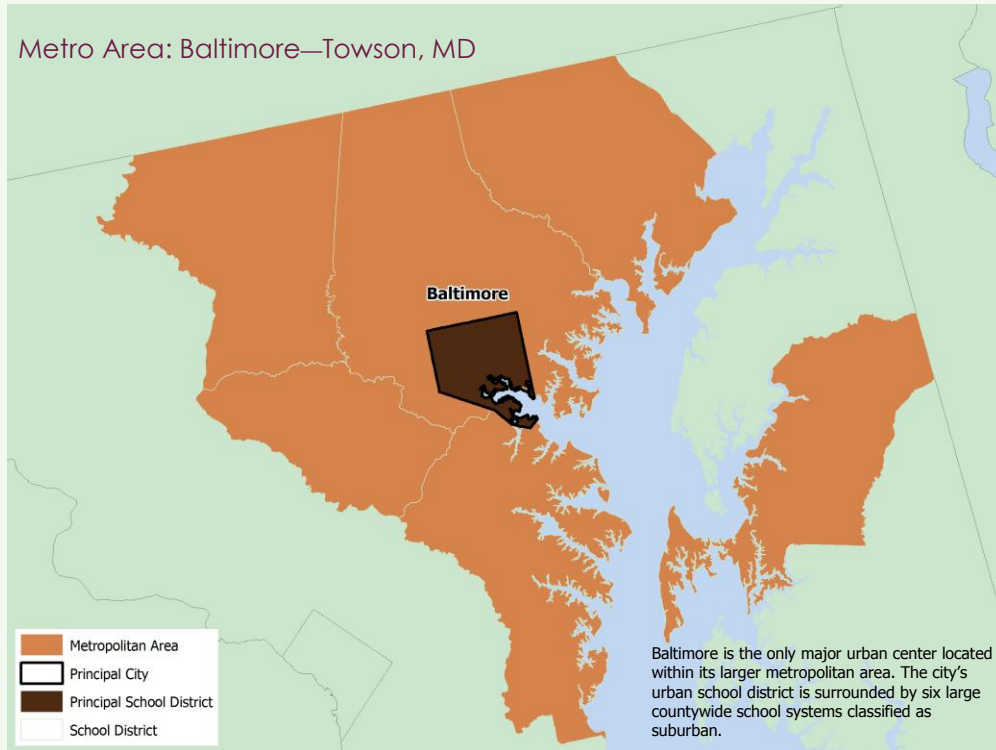 Metro Area: Baltimore—Towson, MD
Baltimore
Metropolitan Area
Principal City
Principal School District
School District
Baltimore is the only major urban center located
within its larger metropolitan area. The city's
urban school district is surrounded by six large
countywide school systems classified as
suburban.